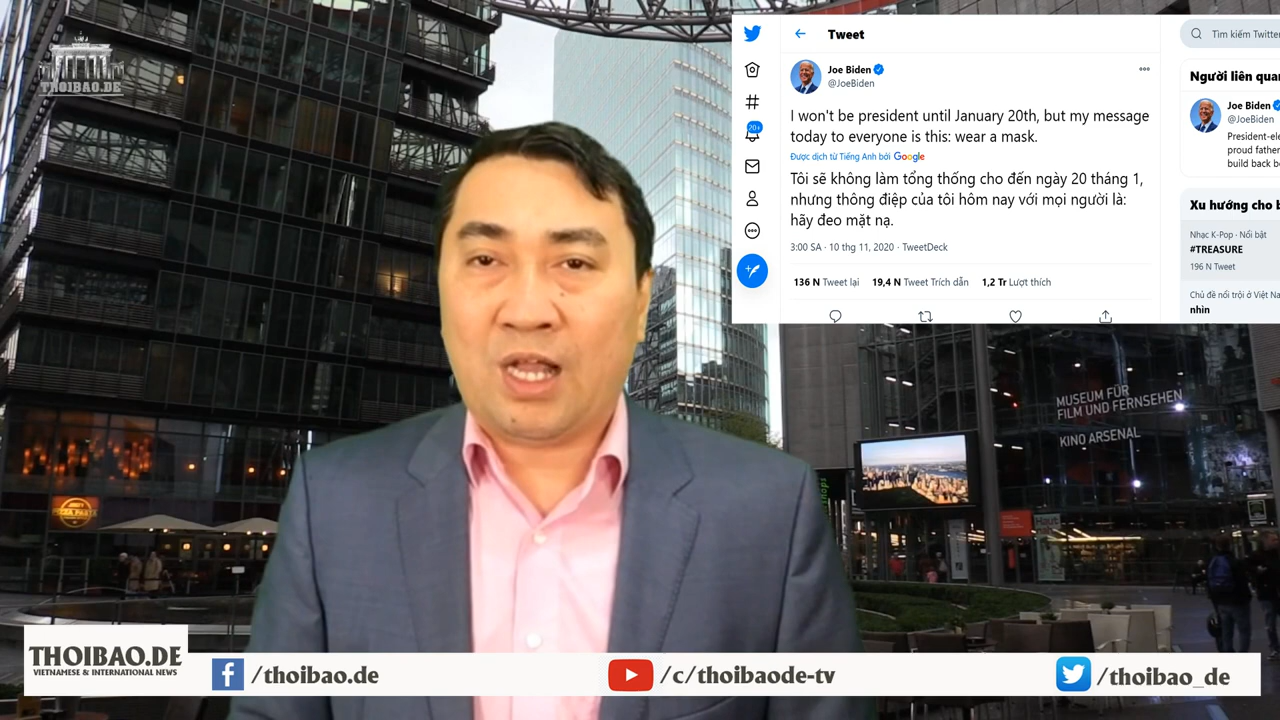 THOIBAO.DE
Tweet
Tìm kiếm Twitter
Joe Biden
@JoeBiden
I won't be president until January 20th, but my message
today to everyone is this: wear a mask.
Được dịch từ Tiếng Anh bởi Google
Tôi sẽ không làm tổng thống cho đến ngày 20 tháng 1,
nhưng thông điệp của tôi hôm nay với mọi người là:
hãy đeo mặt nạ.
3:00 SA · 10 thg 11, 2020 · TweetDeck
136 N Tweet lại 19,4 N Tweet Trích dẫn 1,2 Tr Lượt thích
20+
Người liên qua
Joe Biden
@JoeBiden
President-ele
proud father
build back b
Xu hướng cho b
Nhạc K-Pop · Nổi bật
#TREASURE
196 N Tweet
Chủ đề nổi trội ở Việt Na
nhin
MUSEUM FÜR
FILM UND FERNSEHEN
KINO ARSENAL
THOIBAO.DE
VIETNAMESE & INTERNATIONAL NEWS
/thoibao.de
/c/thoibaode-tv
/thoibao_de